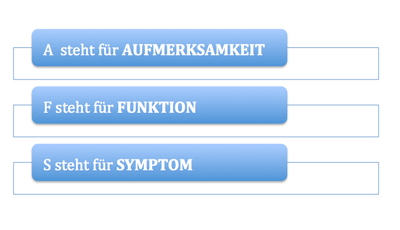 A steht für AUFMERKSAMKEIT
F steht für FUNKTION
S steht für SYMPTOM